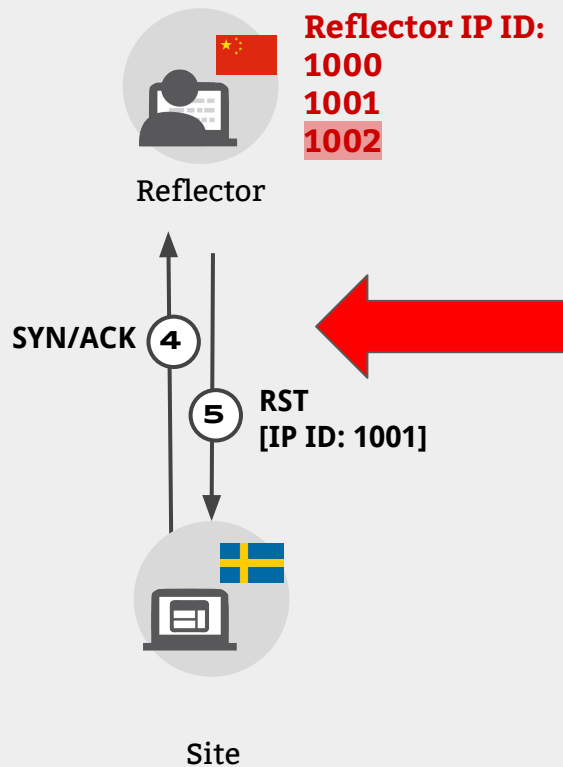 Reflector IP ID:
1000
1001
1002
Reflector
SYN/ACK
4
5
RST
[IP ID: 1001]
Site